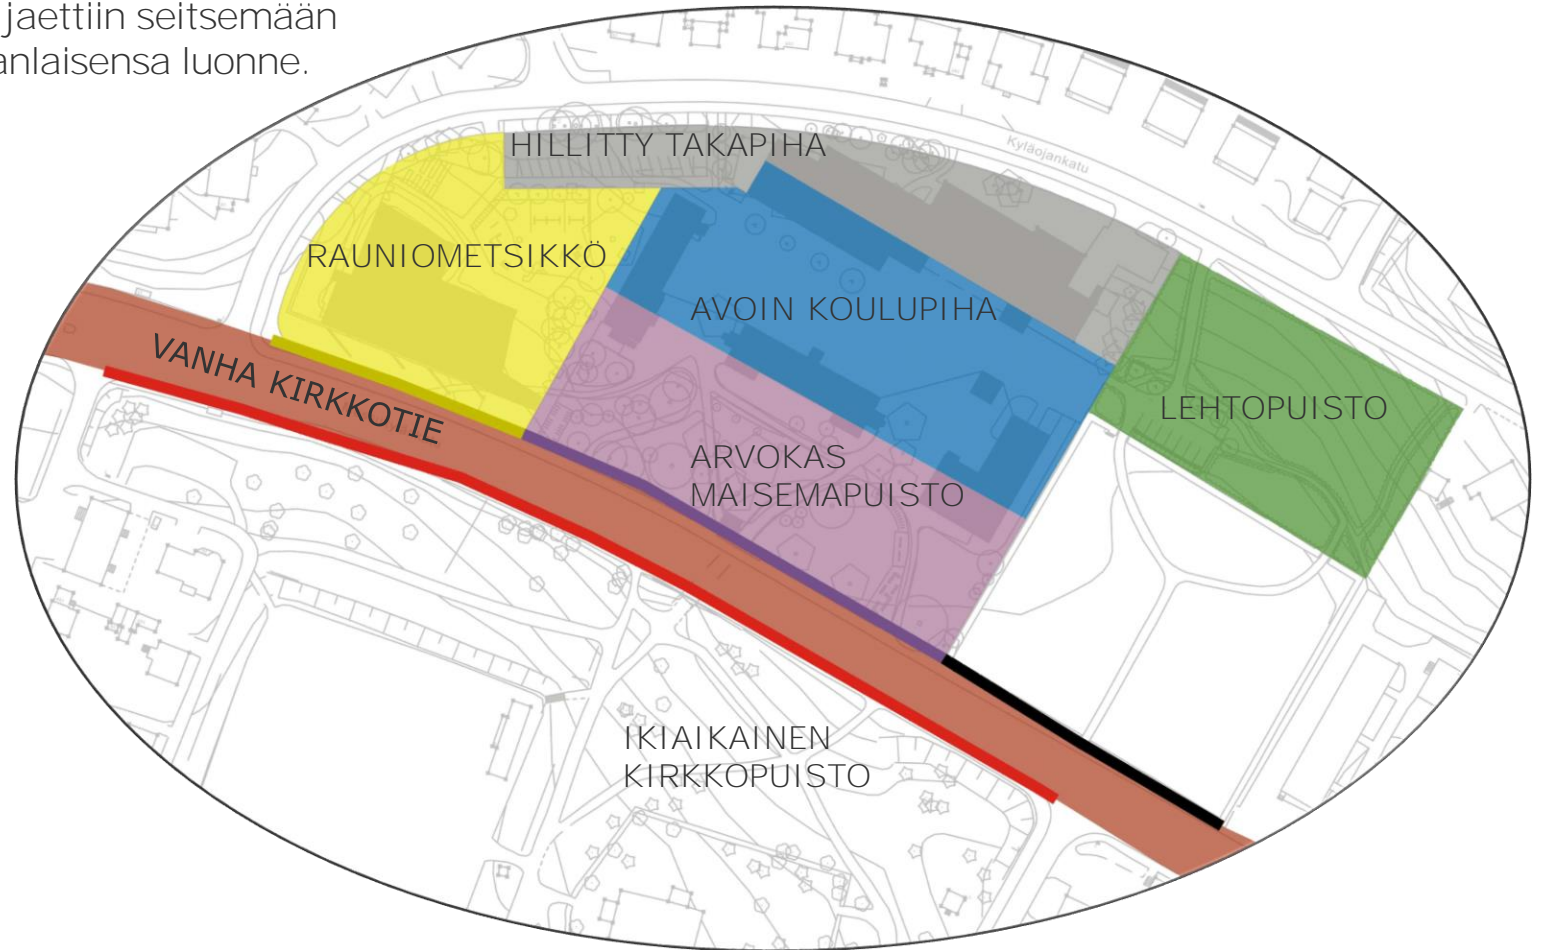 jaettiin seitsemään
anlaisensa luonne.
HILLITTY TAKAPIHA
Kyläojankatu
RAUNIOMETSIKKÖ
AVOIN KOULUPIHA
VANHA KIRKKOTIE
LEHTOPUISTO
ARVOKAS
MAISEMAPUISTO
IKIAIKAINEN
KIRKKOPUISTO